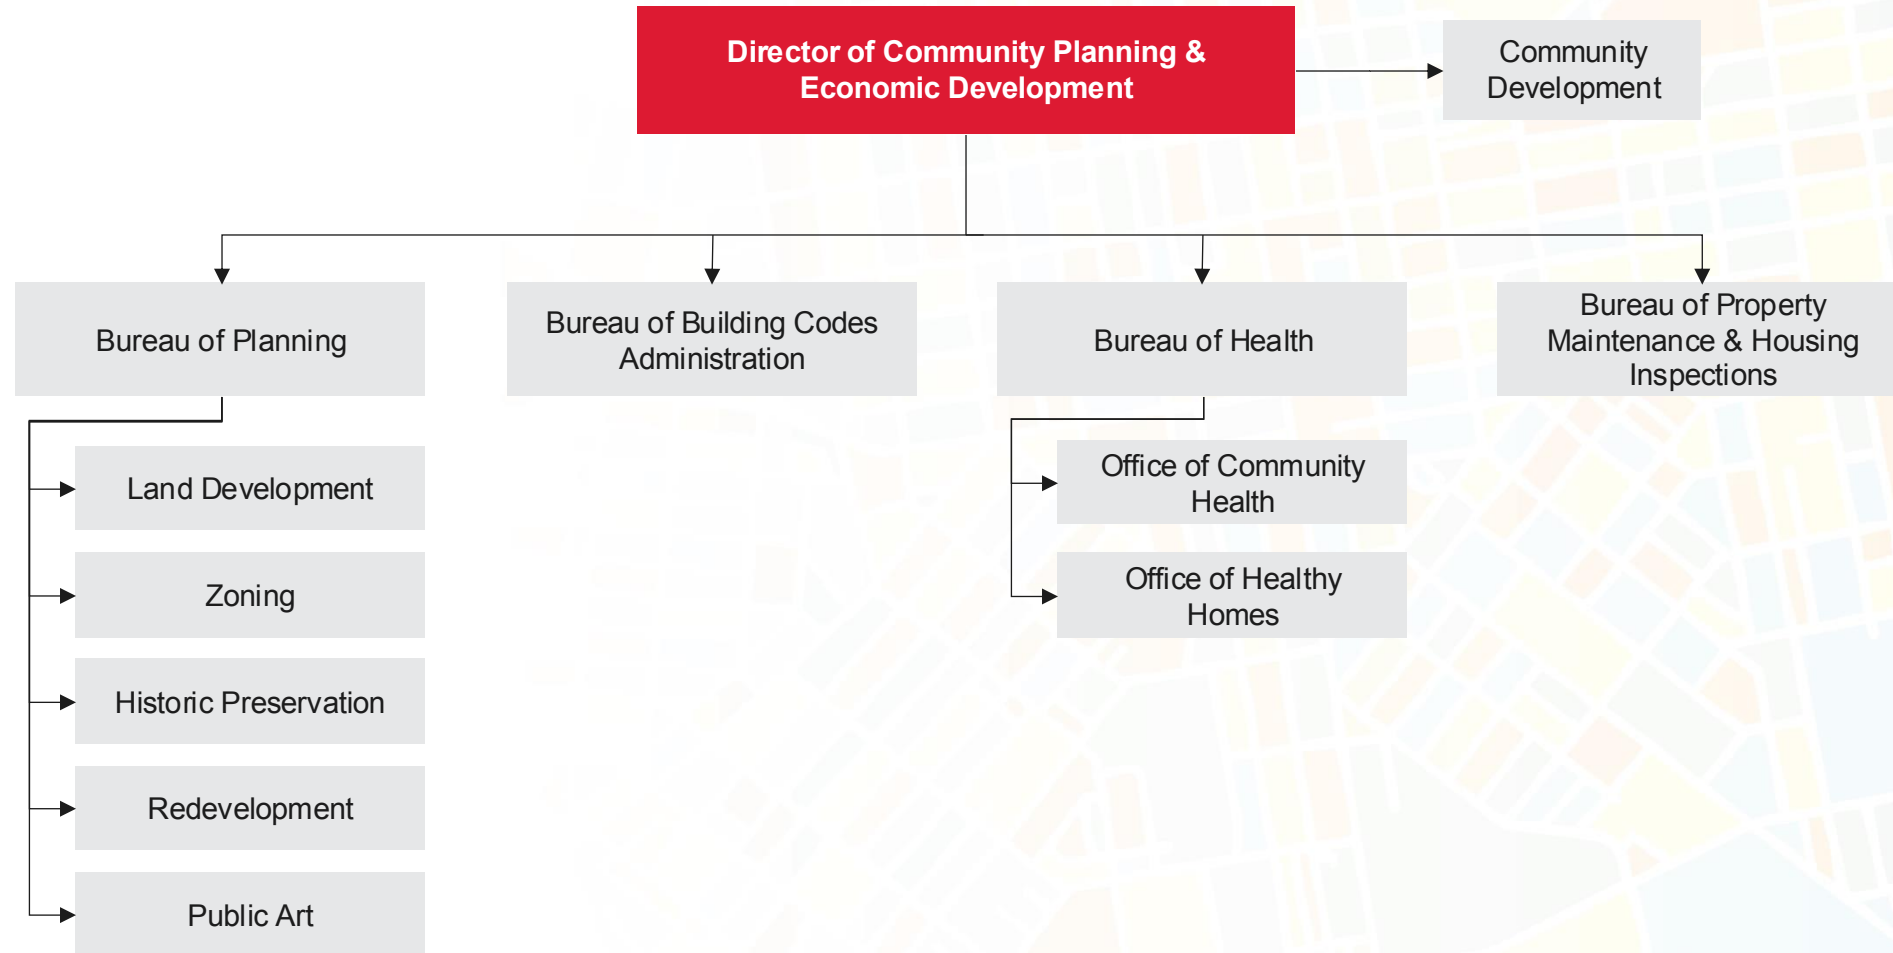 Director of Community Planning &
Economic Development
Community
Development
Bureau of Planning
Bureau of Building Codes
Administration
Bureau of Health
Bureau of Property
Maintenance & Housing
Inspections
Land Development
Zoning
Historic Preservation
Redevelopment
Public Art
Office of Community
Health
Office of Healthy
Homes